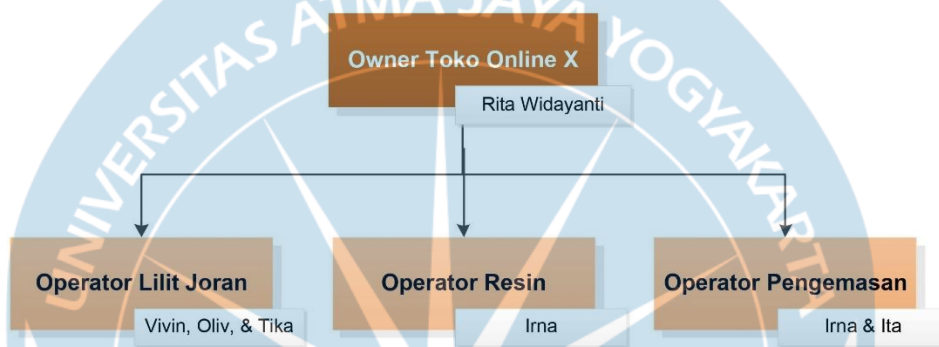 UNIVERSITAS ATMA JAYA YOGYAKARTA
Owner Toko Online X
Rita Widayanti
Operator Lilit Joran
Operator Resin
Operator Pengemasan
Vivin, Oliv, & Tika
Irna
Irna & Ita